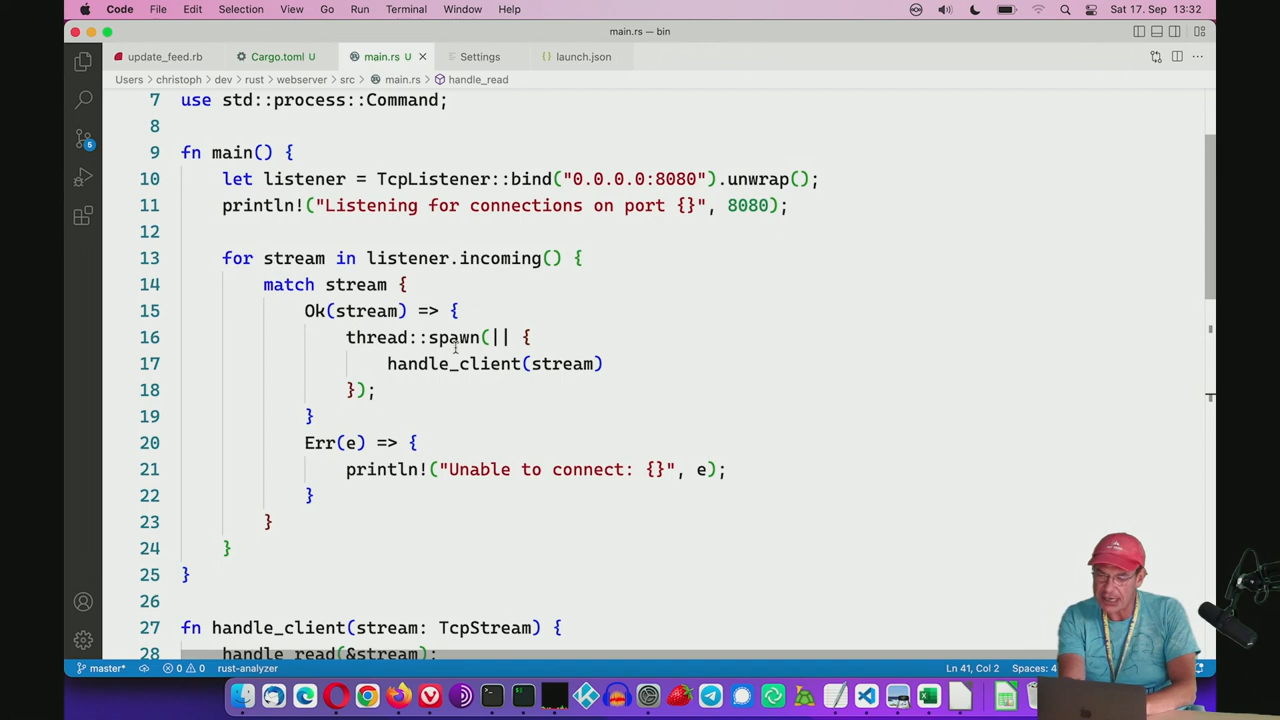 Code File Edit Selection View Go Run Terminal Window Help Sat 17. Sep 13:32
main.rs — bin
update_feed.rb Cargo.toml U main.rs U Settings launch.json
Users > christoph > dev > rust > webserver > src > main.rs > handle_read
7 use std::process::Command;
8
9 fn main() {
10 let listener = TcpListener::bind("0.0.0.0:8080").unwrap();
11 println!("Listening for connections on port {}", 8080);
12
13 for stream in listener.incoming() {
14 match stream {
15 Ok(stream) => {
16 thread::spawn(|| {
17 handle_client(stream)
18 });
19 }
20 Err(e) => {
21 println!("Unable to connect: {}", e);
22 }
23 }
24 }
25 }
26
27 fn handle_client(stream: TcpStream) {
28 handle_read(&stream);
master* 0 0 rust-analyzer Ln 41, Col 2 Spaces: 4